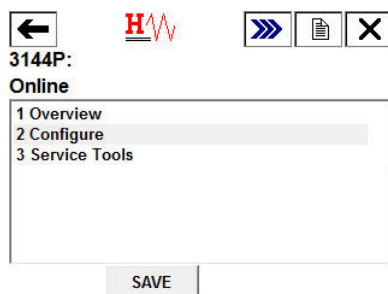 H
3144P:
Online
1 Overview
2 Configure
3 Service Tools
SAVE